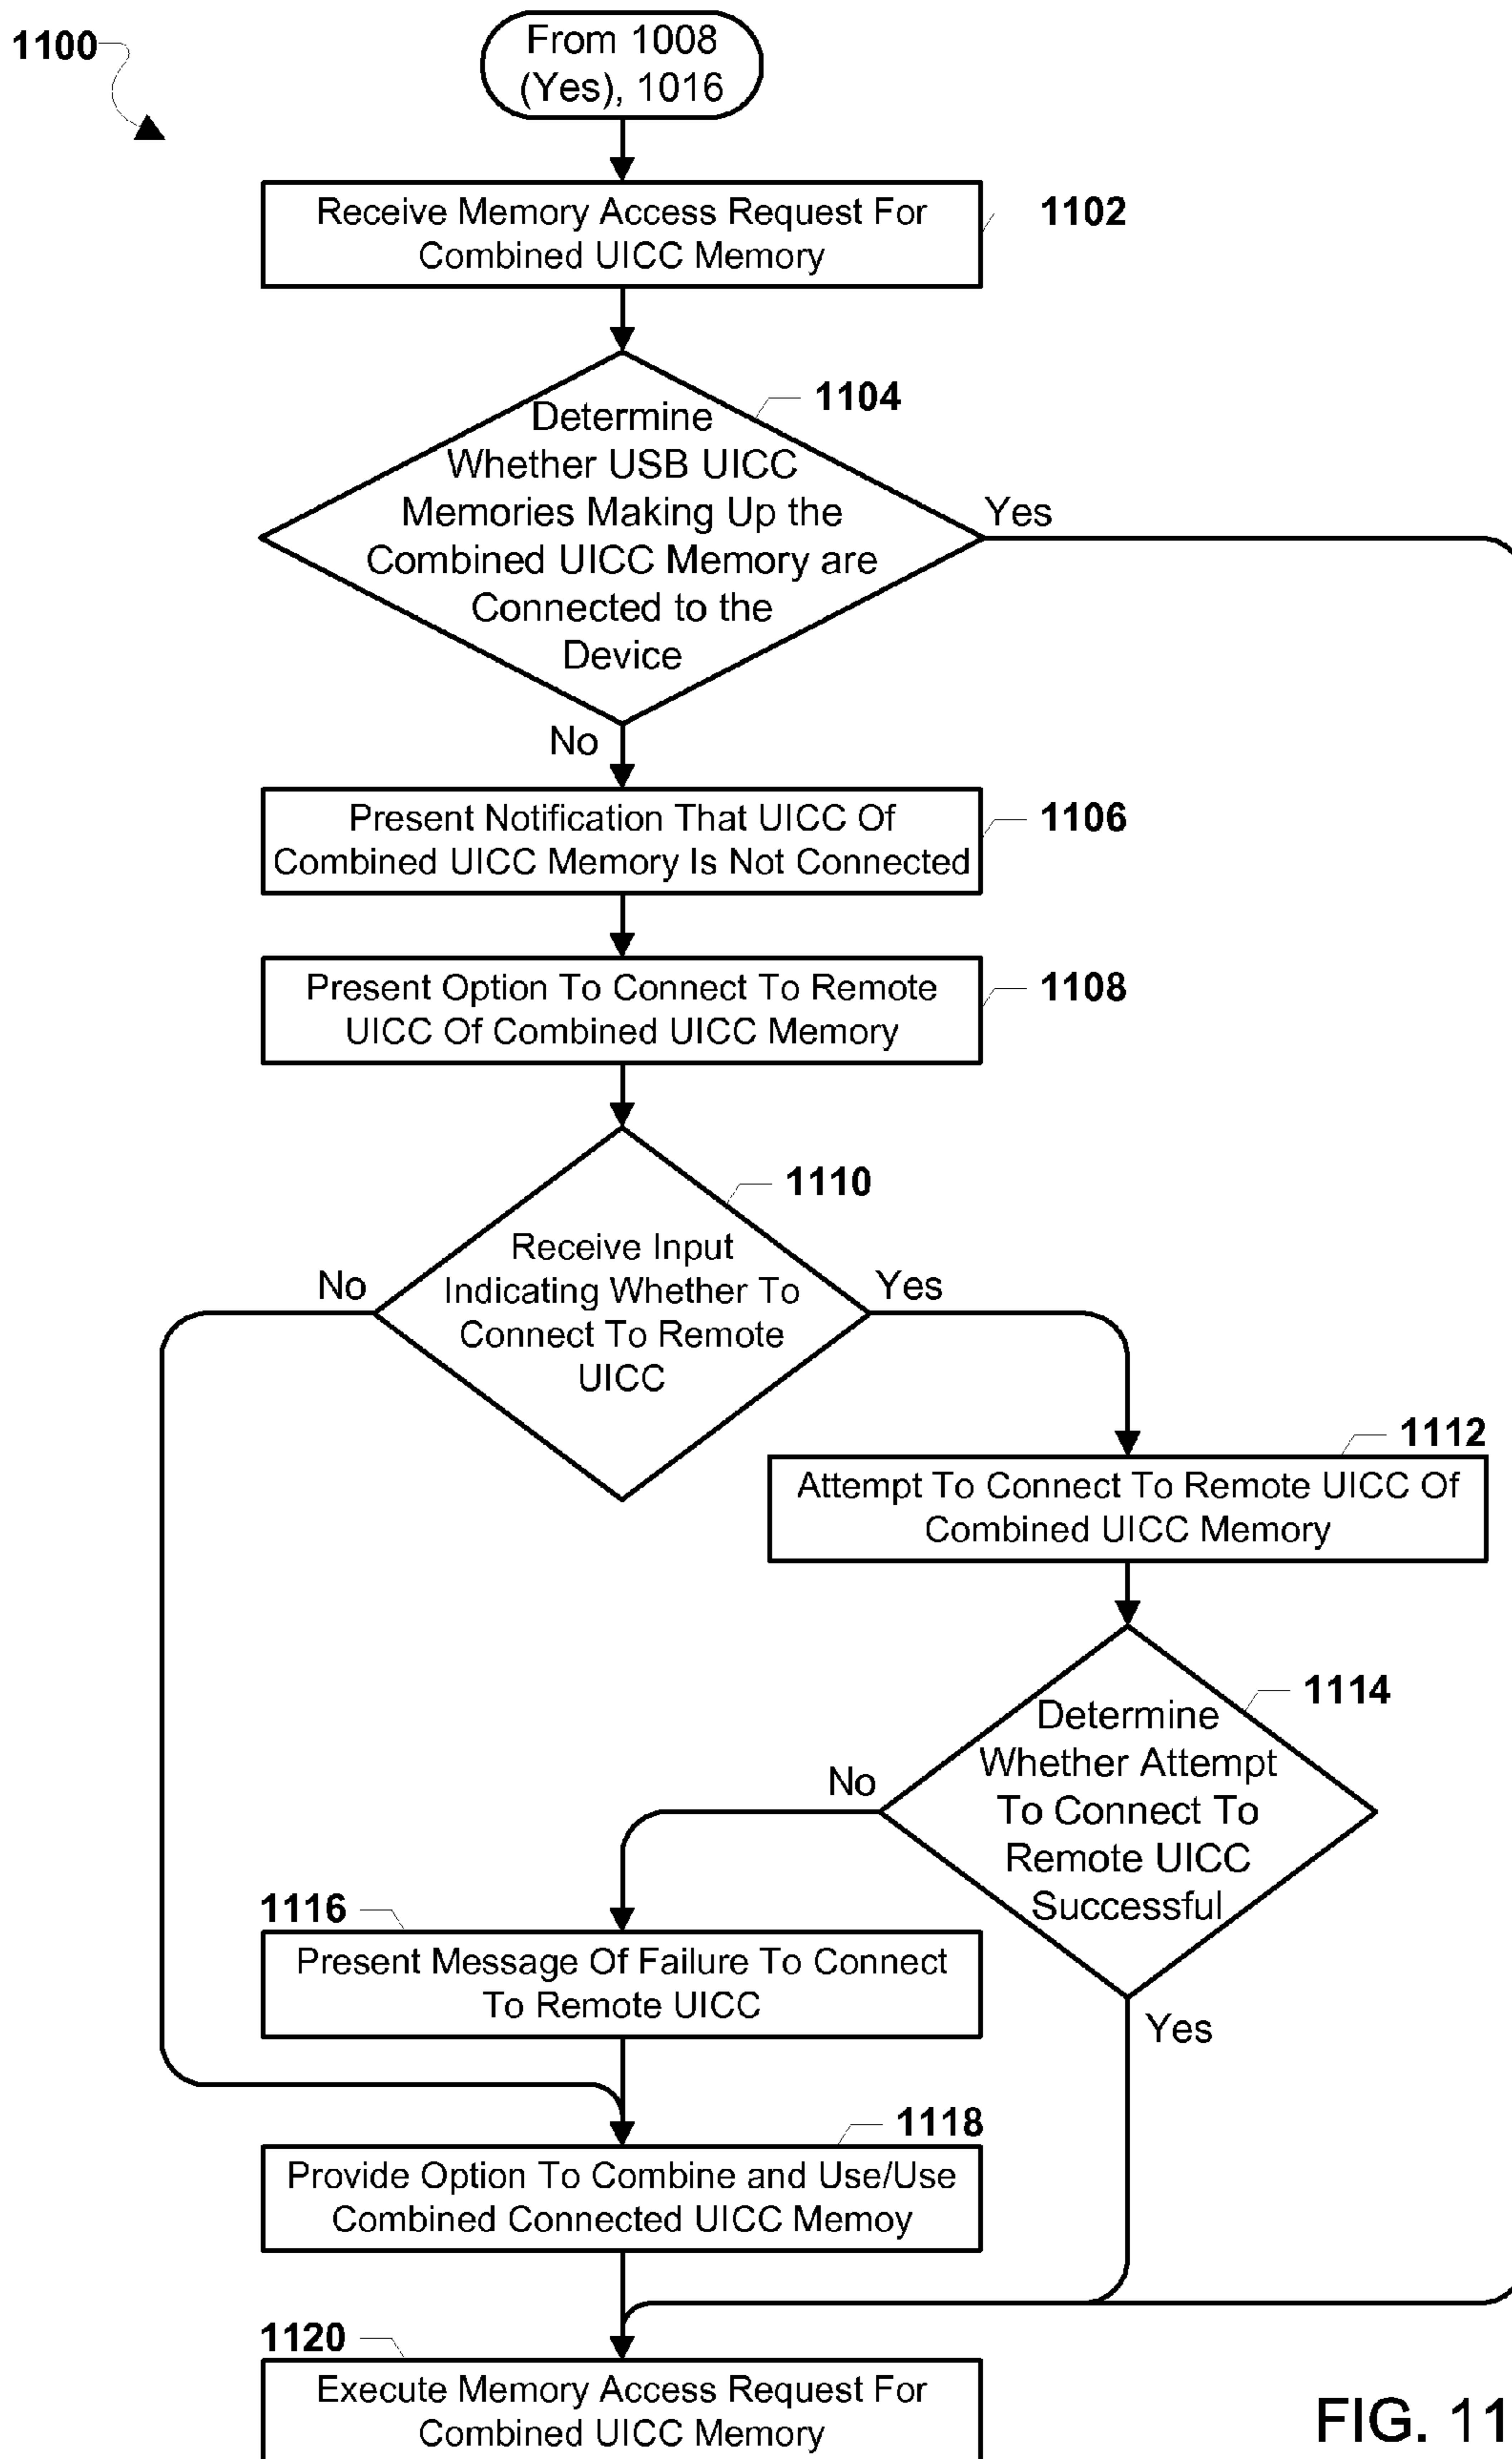 1100
From 1008
(Yes), 1016
Receive Memory Access Request For
Combined UICC Memory
1102
1104
Determine
Whether USB UICC
Memories Making Up the
Combined UICC Memory are
Connected to the
Device
Yes
No
Present Notification That UICC Of
Combined UICC Memory Is Not Connected
1106
Present Option To Connect To Remote
UICC Of Combined UICC Memory
1108
1110
Receive Input
Indicating Whether To
Connect To Remote
UICC
No
Yes
1112
Attempt To Connect To Remote UICC Of
Combined UICC Memory
1114
Determine
Whether Attempt
To Connect To
Remote UICC
Successful
No
Yes
1116
Present Message Of Failure To Connect
To Remote UICC
1118
Provide Option To Combine and Use/Use
Combined Connected UICC Memoy
1120
Execute Memory Access Request For
Combined UICC Memory
FIG. 11